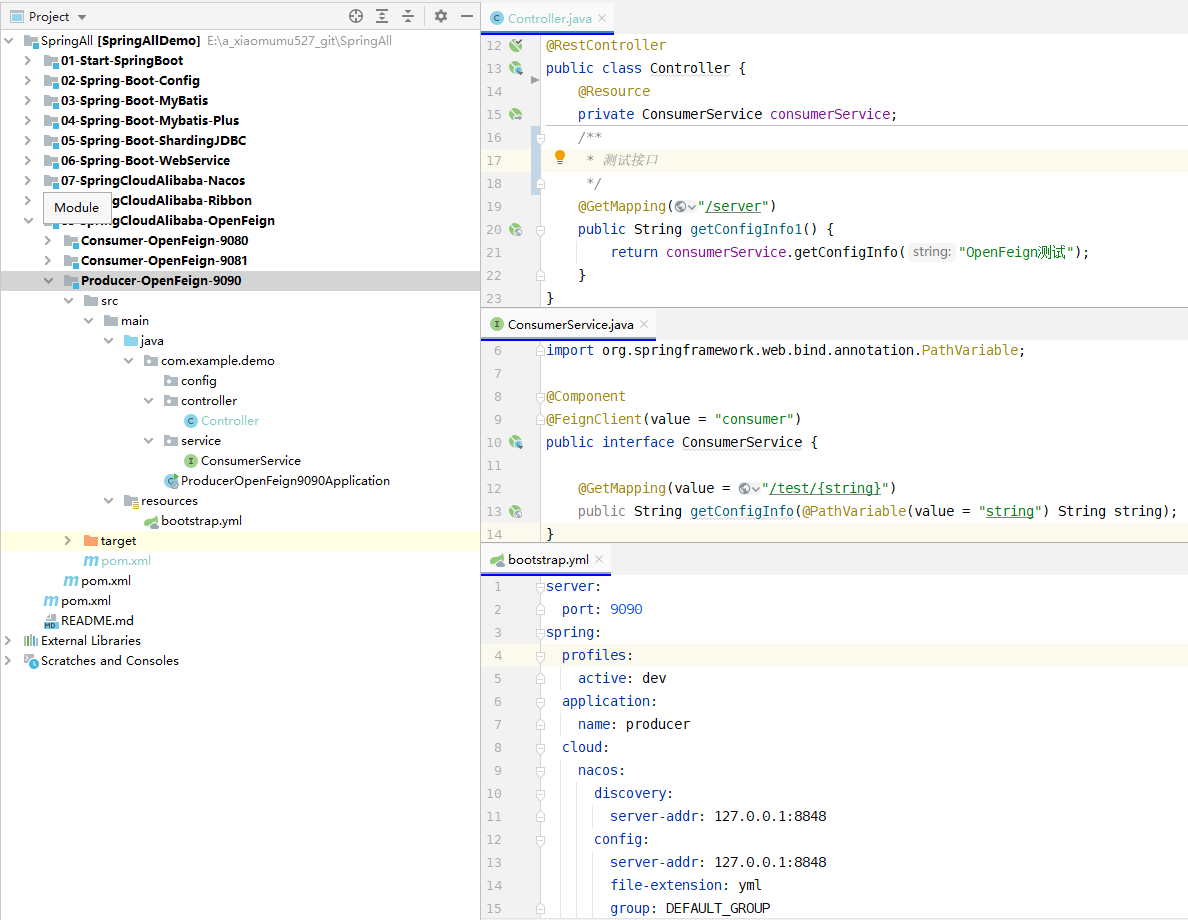 Project
SpringAll [SpringAllDemo] E:\a_xiaomumu527_git\SpringAll
01-Start-SpringBoot
02-Spring-Boot-Config
03-Spring-Boot-MyBatis
04-Spring-Boot-Mybatis-Plus
05-Spring-Boot-ShardingJDBC
06-Spring-Boot-WebService
07-SpringCloudAlibaba-Nacos
ngCloudAlibaba-Ribbon
Module
ngCloudAlibaba-OpenFeign
Consumer-OpenFeign-9080
Consumer-OpenFeign-9081
Producer-OpenFeign-9090
src
main
java
com.example.demo
config
controller
Controller
service
ConsumerService
ProducerOpenFeign9090Application
resources
bootstrap.yml
target
pom.xml
pom.xml
pom.xml
README.md
External Libraries
Scratches and Consoles
Controller.java
12 @RestController
13 public class Controller {
14 @Resource
15 private ConsumerService consumerService;
16 /**
17 * 测试接口
18 */
19 @GetMapping("/server")
20 public String getConfigInfo1() {
21 return consumerService.getConfigInfo( string: "OpenFeign测试");
22 }
23 }
ConsumerService.java
6 import org.springframework.web.bind.annotation.PathVariable;
7
8 @Component
9 @FeignClient(value = "consumer")
10 public interface ConsumerService {
11
12 @GetMapping(value = "/test/{string}")
13 public String getConfigInfo(@PathVariable(value = "string") String string);
14 }
bootstrap.yml
1 server:
2 port: 9090
3 spring:
4 profiles:
5 active: dev
6 application:
7 name: producer
8 cloud:
9 nacos:
10 discovery:
11 server-addr: 127.0.0.1:8848
12 config:
13 server-addr: 127.0.0.1:8848
14 file-extension: yml
15 group: DEFAULT_GROUP